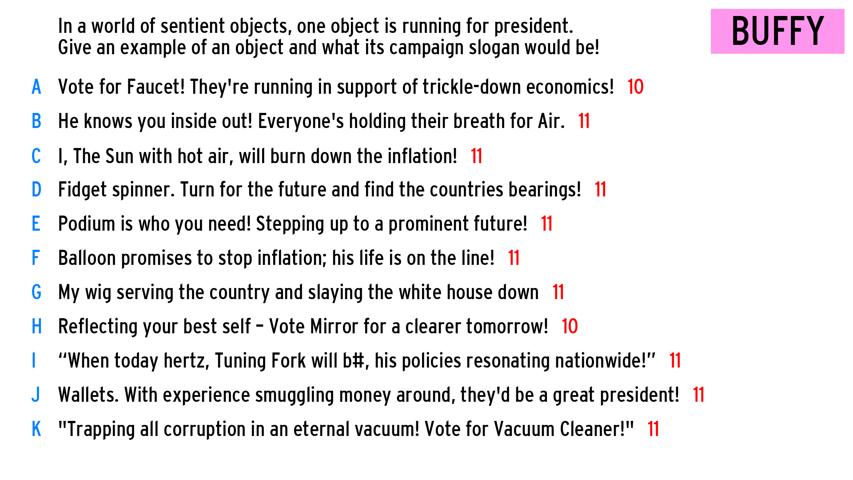 In a world of sentient objects, one object is running for president.
Give an example of an object and what its campaign slogan would be!
BUFFY
A Vote for Faucet! They're running in support of trickle-down economics! 10
B He knows you inside out! Everyone's holding their breath for Air. 11
C I, The Sun with hot air, will burn down the inflation! 11
D Fidget spinner. Turn for the future and find the countries bearings! 11
E Podium is who you need! Stepping up to a prominent future! 11
F Balloon promises to stop inflation; his life is on the line! 11
G My wig serving the country and slaying the white house down 11
H Reflecting your best self – Vote Mirror for a clearer tomorrow! 10
I “When today hertz, Tuning Fork will b#, his policies resonating nationwide!” 11
J Wallets. With experience smuggling money around, they'd be a great president! 11
K "Trapping all corruption in an eternal vacuum! Vote for Vacuum Cleaner!" 11